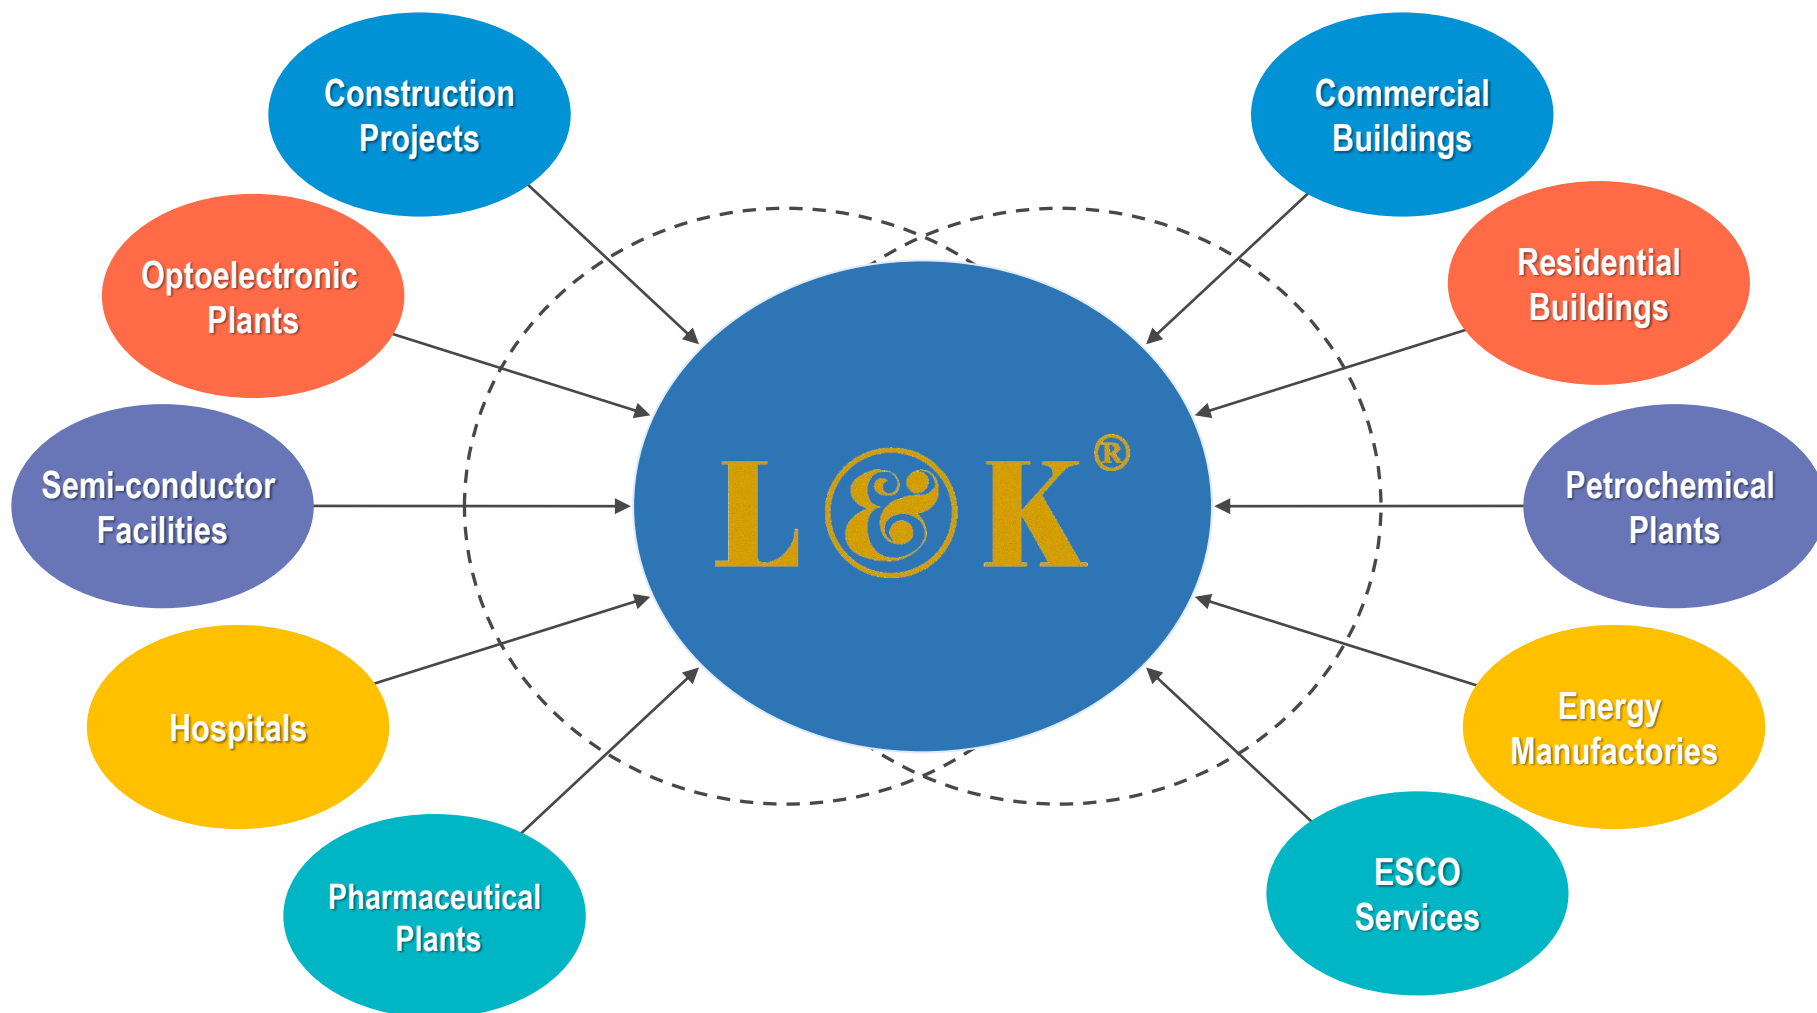 Construction
Projects
Optoelectronic
Plants
Semi-conductor
Facilities
Hospitals
Pharmaceutical
Plants
L & K ®
Commercial
Buildings
Residential
Buildings
Petrochemical
Plants
Energy
Manufactories
ESCO
Services